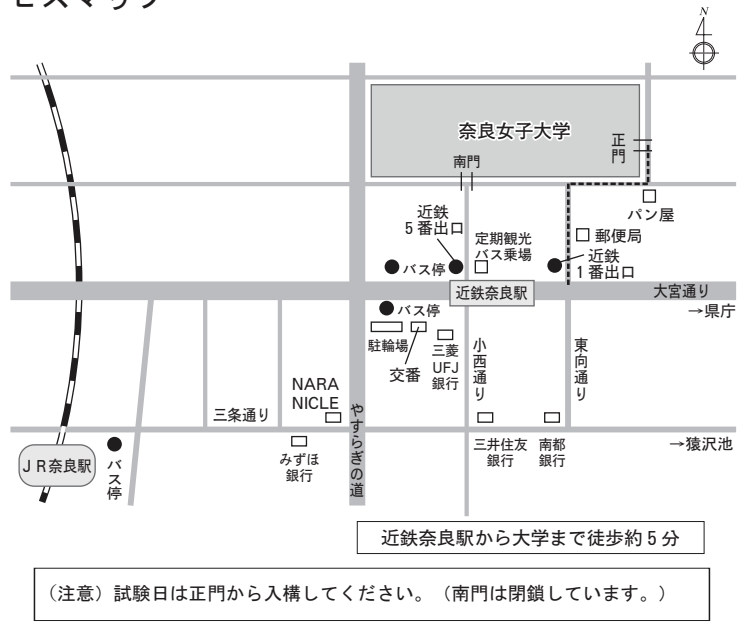 N
奈良女子大学
正門
南門
パン屋
近鉄
5番出口
定期観光
バス乗場
郵便局
バス停
近鉄
1番出口
近鉄奈良駅
大宮通り
→県庁
バス停
駐輪場
交番
三菱
UFJ
銀行
小西通り
東向通り
NARA
NICLE
三条通り
やすらぎの道
三井住友
銀行
南都
銀行
→猿沢池
みずほ
銀行
JR奈良駅
バス停
近鉄奈良駅から大学まで徒歩約5分
(注意)試験日は正門から入構してください。(南門は閉鎖しています。)